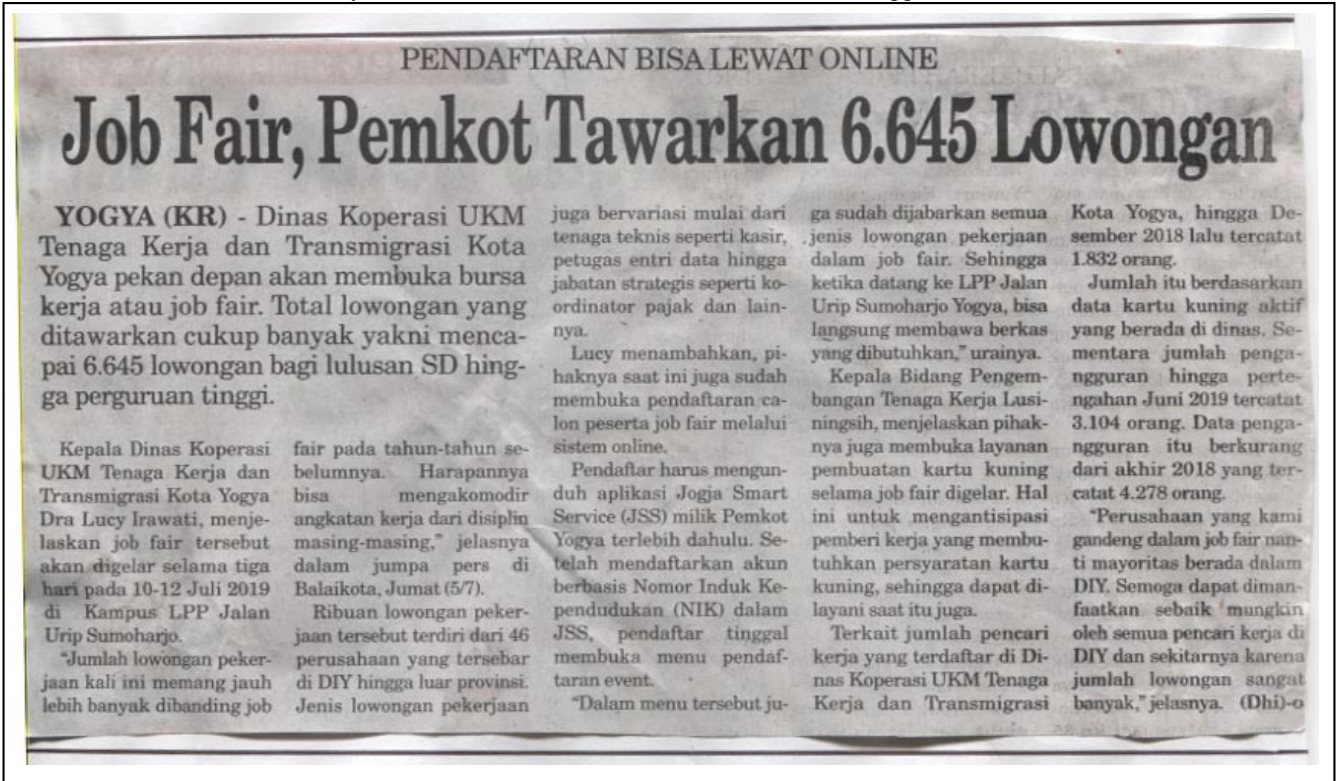 PENDAFTARAN BISA LEWAT ONLINE
Job Fair, Pemkot Tawarkan 6.645 Lowongan
YOGYA (KR) - Dinas Koperasi UKM
Tenaga Kerja dan Transmigrasi Kota
Yogya pekan depan akan membuka bursa
kerja atau job fair. Total lowongan yang
ditawarkan cukup banyak yakni menca-
pai 6.645 lowongan bagi lulusan SD hing-
ga perguruan tinggi.
Kepala Dinas Koperasi
UKM Tenaga Kerja dan
Transmigrasi Kota Yogya
Dra Lucy Irawati, menje-
laskan job fair tersebut
akan digelar selama tiga
hari pada 10-12 Juli 2019
di Kampus LPP Jalan
Urip Sumoharjo.
"Jumlah lowongan peker-
jaan kali ini memang jauh
lebih banyak dibanding job
fair pada tahun-tahun se-
belumnya. Harapannya
bisa mengakomodir
angkatan kerja dari disiplin
masing-masing," jelasnya
dalam jumpa pers di
Balaikota, Jumat (5/7).
Ribuan lowongan peker-
jaan tersebut terdiri dari 46
perusahaan yang tersebar
di DIY hingga luar provinsi.
Jenis lowongan pekerjaan
juga bervariasi mulai dari
tenaga teknis seperti kasir,
petugas entri data hingga
jabatan strategis seperti ko-
ordinator pajak dan lain-
nya.
Lucy menambahkan, pi-
haknya saat ini juga sudah
membuka pendaftaran ca-
lon peserta job fair melalui
sistem online.
Pendaftar harus mengun-
duh aplikasi Jogja Smart
Service (JSS) milik Pemkot
Yogya terlebih dahulu. Se-
telah mendaftarkan akun
berbasis Nomor Induk Ke-
pendudukan (NIK) dalam
JSS, pendaftar tinggal
membuka menu pendaf-
taran event.
"Dalam menu tersebut ju-
ga sudah dijabarkan semua
jenis lowongan pekerjaan
dalam job fair. Sehingga
ketika datang ke LPP Jalan
Urip Sumoharjo Yogya, bisa
langsung membawa berkas
yang dibutuhkan," urainya.
Kepala Bidang Pengem-
bangan Tenaga Kerja Lusi-
ningsih, menjelaskan pihak-
nya juga membuka layanan
pembuatan kartu kuning
selama job fair digelar. Hal
ini untuk mengantisipasi
pemberi kerja yang membu-
tuhkan persyaratan kartu
kuning, sehingga dapat di-
layani saat itu juga.
Terkait jumlah pencari
kerja yang terdaftar di Di-
nas Koperasi UKM Tenaga
Kerja dan Transmigrasi
Kota Yogya, hingga De-
sember 2018 lalu tercatat
1.832 orang.
Jumlah itu berdasarkan
data kartu kuning aktif
yang berada di dinas. Se-
mentara jumlah penga-
ngguran hingga perte-
ngahan Juni 2019 tercatat
3.104 orang. Data penga-
ngguran itu berkurang
dari akhir 2018 yang ter-
catat 4.278 orang.
"Perusahaan yang kami
gandeng dalam job fair nan-
ti mayoritas berada dalam
DIY. Semoga dapat diman-
faatkan sebaik mungkin
oleh semua pencari kerja di
DIY dan sekitarnya karena
jumlah lowongan sangat
banyak," jelasnya. (Dhi)-o